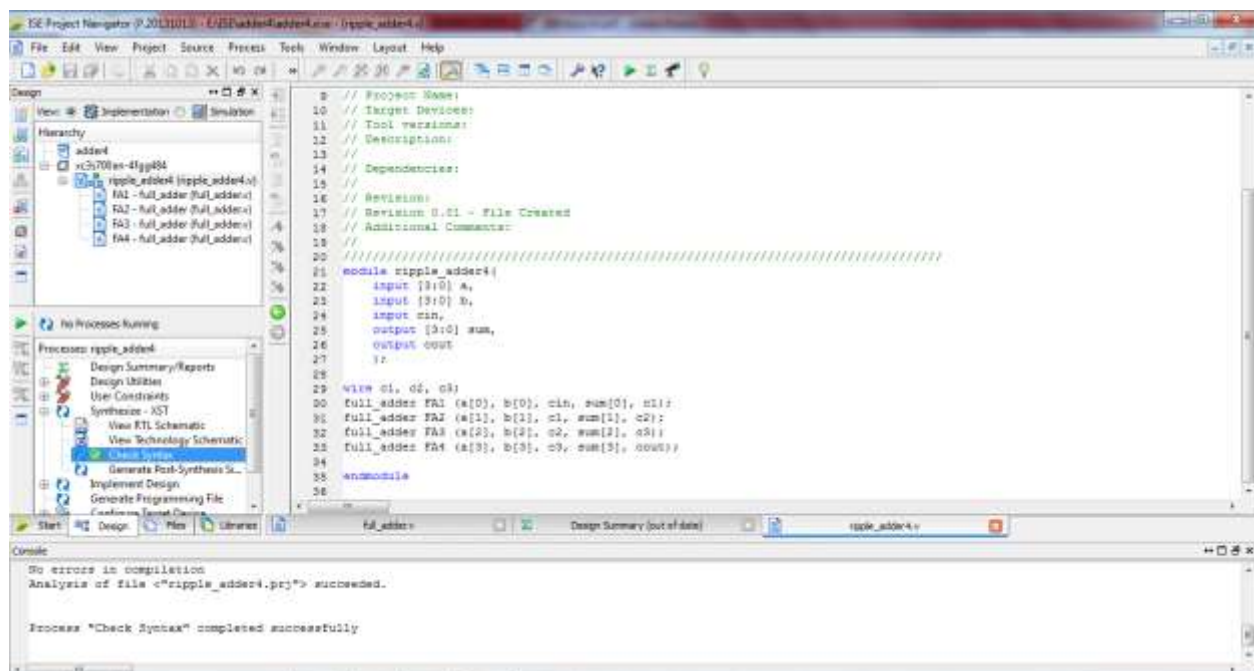 ISE Project Navigator (P.20131013) - E:\ISE\adder4\adder4.xise - [ripple_adder4.v]
File Edit View Project Source Process Tools Window Layout Help
Design
View: Implementation Simulation
Hierarchy
adder4
xc3s700an-4fgg484
ripple_adder4 (ripple_adder4.v)
FA1 - full_adder (full_adder.v)
FA2 - full_adder (full_adder.v)
FA3 - full_adder (full_adder.v)
FA4 - full_adder (full_adder.v)
No Processes Running
Processes: ripple_adder4
Design Summary/Reports
Design Utilities
User Constraints
Synthesize - XST
View RTL Schematic
View Technology Schematic
Check Syntax
Generate Post-Synthesis Si...
Implement Design
Generate Programming File
Configure Target Device
Start Design Files Libraries
9 // Project Name:
10 // Target Devices:
11 // Tool versions:
12 // Description:
13 //
14 // Dependencies:
15 //
16 // Revision:
17 // Revision 0.01 - File Created
18 // Additional Comments:
19 //
20 //////////////////////////////////////////////////////////////////////////////////
21 module ripple_adder4(
22 input [3:0] a,
23 input [3:0] b,
24 input cin,
25 output [3:0] sum,
26 output cout
27 );
28
29 wire c1, c2, c3;
30 full_adder FA1 (a[0], b[0], cin, sum[0], c1);
31 full_adder FA2 (a[1], b[1], c1, sum[1], c2);
32 full_adder FA3 (a[2], b[2], c2, sum[2], c3);
33 full_adder FA4 (a[3], b[3], c3, sum[3], cout);
34
35 endmodule
36
full_adder.v Design Summary (out of date) ripple_adder4.v
Console
No errors in compilation
Analysis of file <"ripple_adder4.prj"> succeeded.
Process "Check Syntax" completed successfully